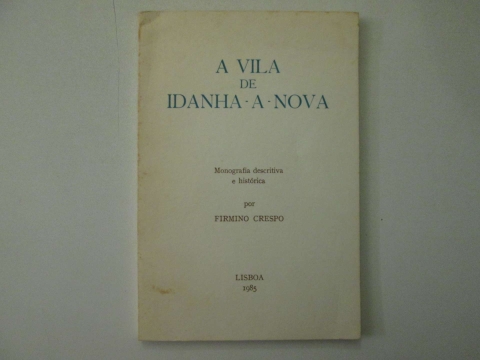 A VILA
DE
IDANHA-A-NOVA
Monografia descritiva
e histórica
por
FIRMINO CRESPO
LISBOA
1985